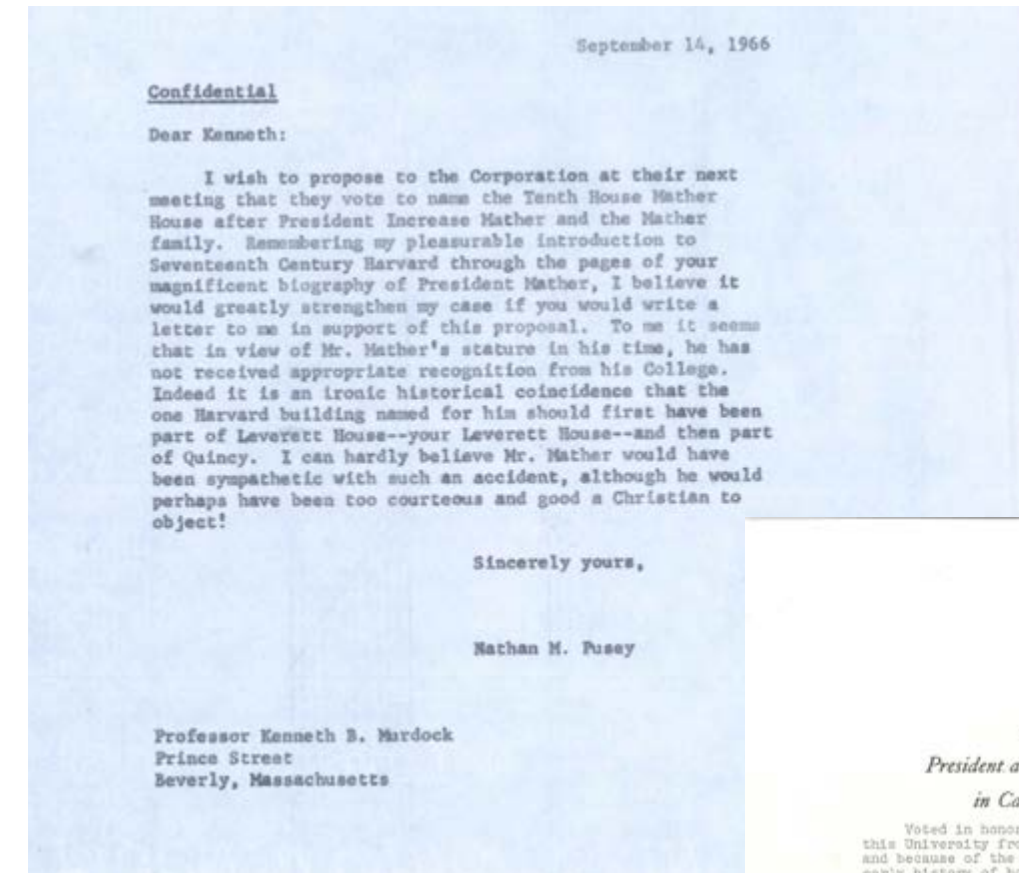 September 14, 1966
Confidential
Dear Kenneth:
I wish to propose to the Corporation at their next
meeting that they vote to name the Tenth House Mather
House after President Increase Mather and the Mather
family. Remembering my pleasurable introduction to
Seventeenth Century Harvard through the pages of your
magnificent biography of President Mather, I believe it
would greatly strengthen my case if you would write a
letter to me in support of this proposal. To me it seems
that in view of Mr. Mather's stature in his time, he has
not received appropriate recognition from his College.
Indeed it is an ironic historical coincidence that the
one Harvard building named for him should first have been
part of Leverett House--your Leverett House--and then part
of Quincy. I can hardly believe Mr. Mather would have
been sympathetic with such an accident, although he would
perhaps have been too courteous and good a Christian to
object!
Sincerely yours,
Nathan M. Pusey
Professor Kenneth B. Murdock
Prince Street
Beverly, Massachusetts
President a
in Ca
Voted in honor
this University fro
and because of the